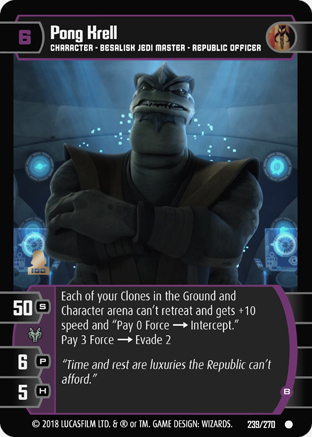 6 Pong Krell
CHARACTER - BESALISK JEDI MASTER - REPUBLIC OFFICER
100
50 S
6 P
5 H
Each of your Clones in the Ground and
Character arena can't retreat and gets +10
speed and “Pay 0 Force → Intercept.”
Pay 3 Force → Evade 2
“Time and rest are luxuries the Republic can't
afford.”
B
© 2018 LUCASFILM LTD. & ® or TM. GAME DESIGN: WIZARDS. 239/270